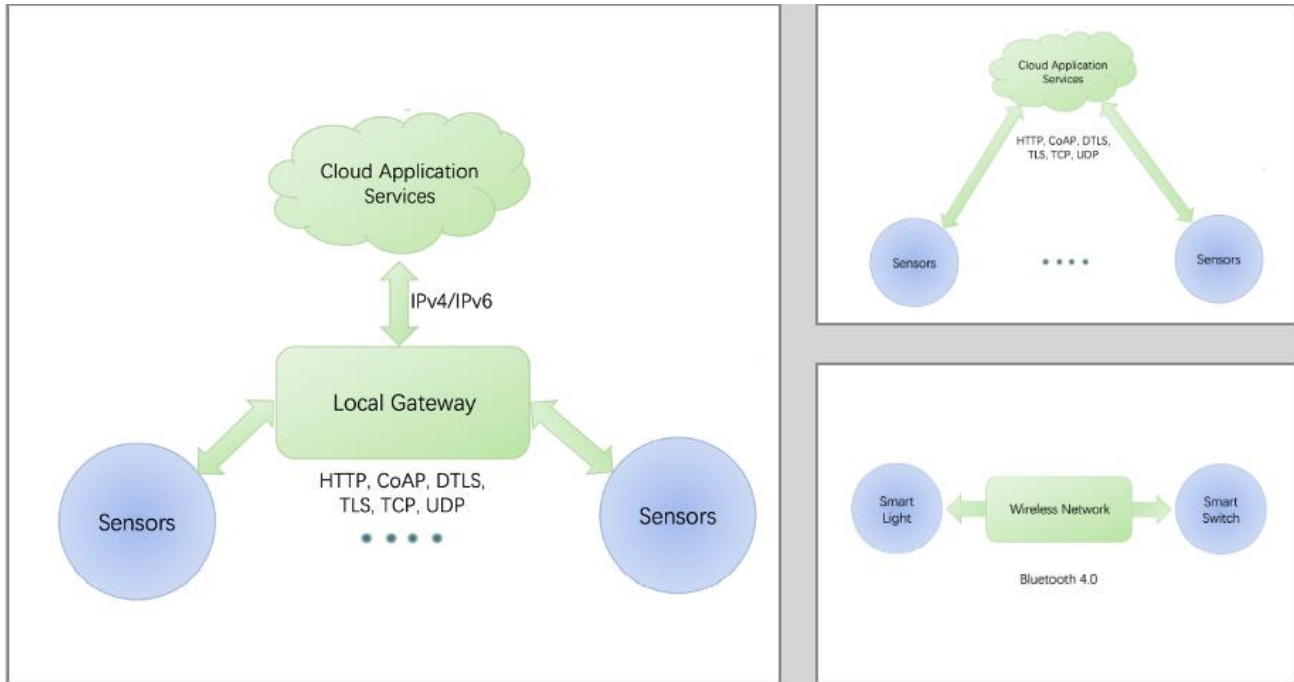 Cloud Application
Services
IPv4/IPv6
Local Gateway
Sensors
HTTP, CoAP, DTLS,
TLS, TCP, UDP
Sensors
Cloud Application
Services
HTTP, CoAP, DTLS,
TLS, TCP, UDP
Sensors
Sensors
Smart
Light
Wireless Network
Smart
Switch
Bluetooth 4.0